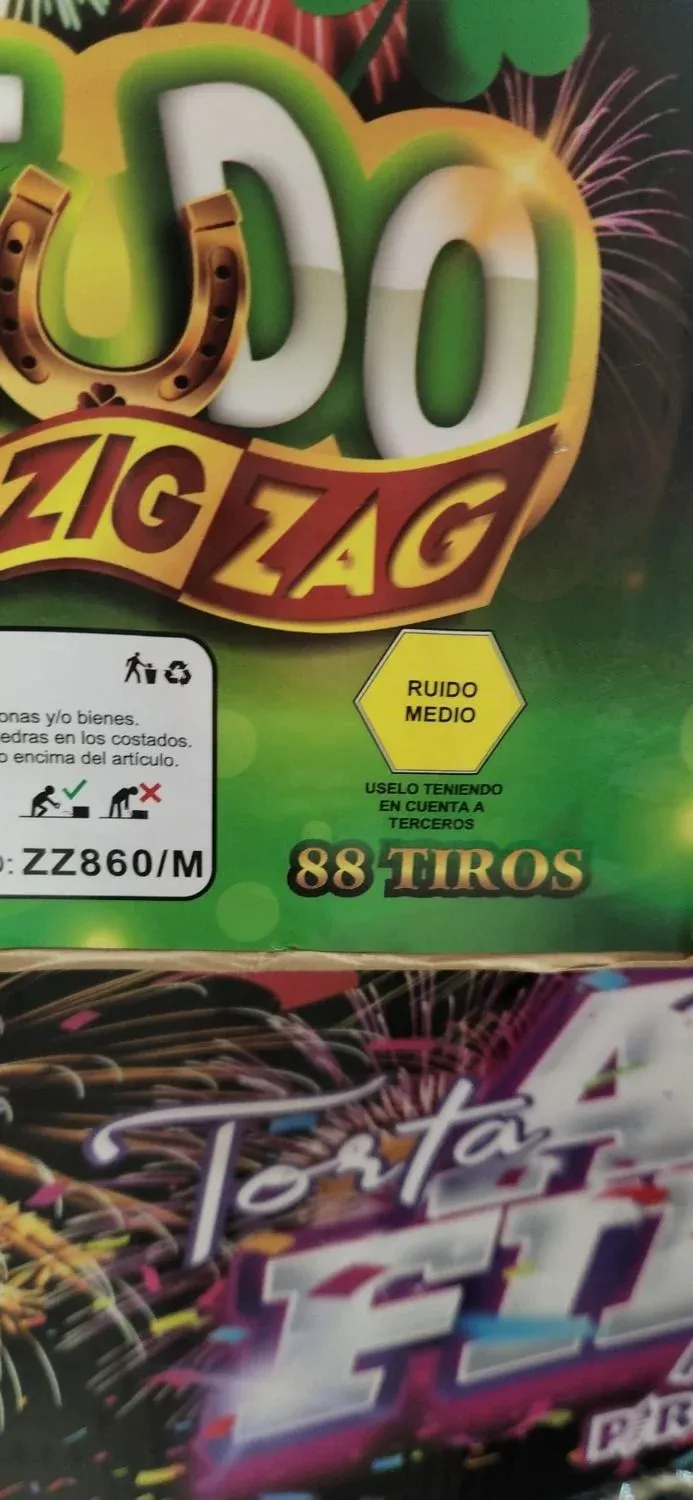 UDO
ZIG ZAG
onas y/o bienes.
edras en los costados.
o encima del artículo.
: ZZ860/M
RUIDO
MEDIO
USELO TENIENDO
EN CUENTA A
TERCEROS
88 TIROS
Torta A